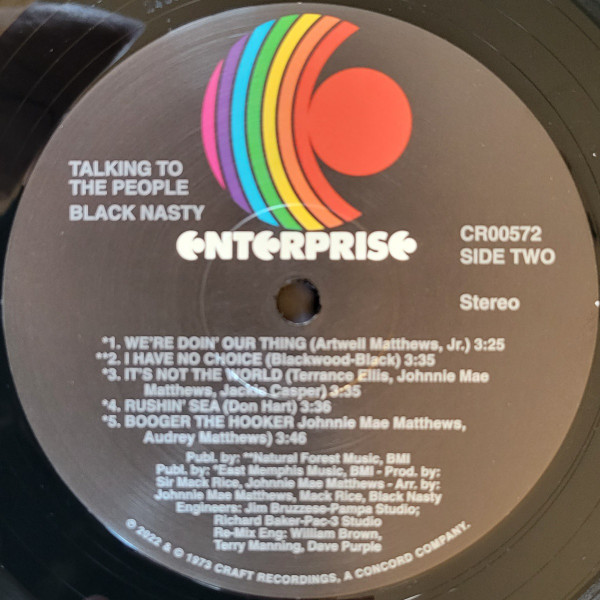 TALKING TO
THE PEOPLE
BLACK NASTY
ENTERPRISE
CR00572
SIDE TWO
Stereo
*1. WE'RE DOIN' OUR THING (Artwell Matthews, Jr.) 3:25
**2. I HAVE NO CHOICE (Blackwood-Black) 3:35
*3. IT'S NOT THE WORLD (Terrance Ellis, Johnnie Mae
Matthews, Jackie Casper) 3:35
*4. RUSHIN' SEA (Don Hart) 3:36
*5. BOOGER THE HOOKER Johnnie Mae Matthews,
Audrey Matthews) 3:46
Publ. by: **Natural Forest Music, BMI
Publ. by: *East Memphis Music, BMI - Prod. by:
Sir Mack Rice, Johnnie Mae Matthews - Arr. by:
Johnnie Mae Matthews, Mack Rice, Black Nasty
Engineers: Jim Bruzzese-Pampa Studio;
Richard Baker-Pac-3 Studio
Re-Mix Eng: William Brown,
Terry Manning, Dave Purple
℗ 2022 & © 1973 CRAFT RECORDINGS, A CONCORD COMPANY.